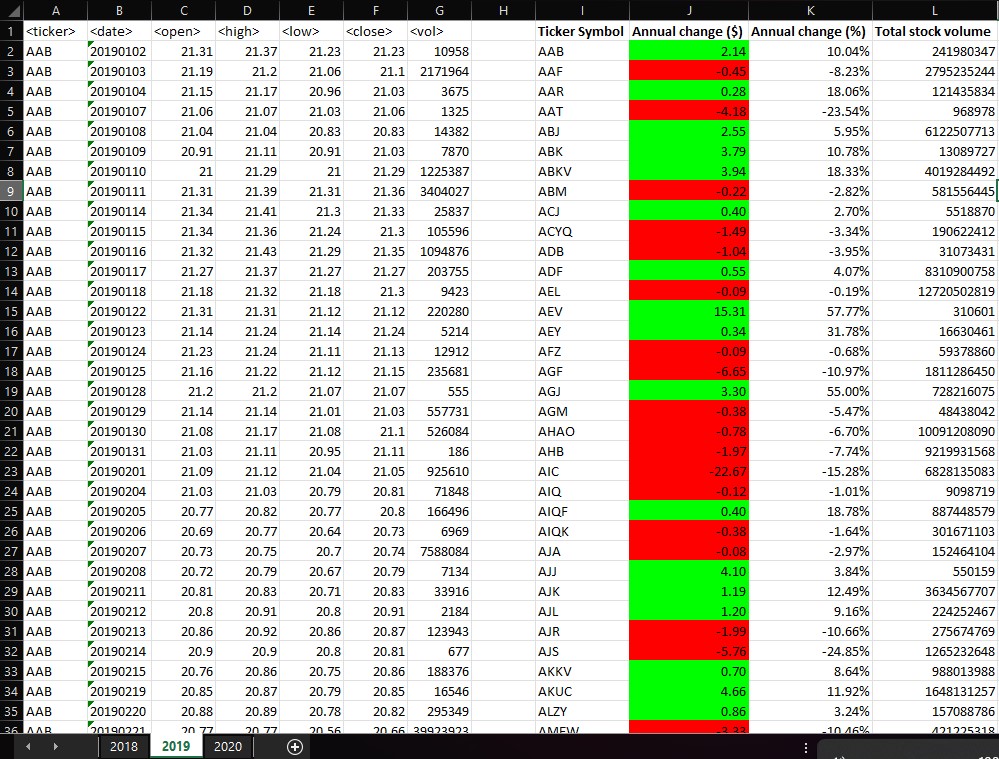 A B C D E F G H I J K L
1 <ticker> <date> <open> <high> <low> <close> <vol> Ticker Symbol Annual change ($) Annual change (%) Total stock volume
2 AAB 20190102 21.31 21.37 21.23 21.23 10958 AAB 2.14 10.04% 241980347
3 AAB 20190103 21.19 21.2 21.06 21.1 2171964 AAF -0.45 -8.23% 2795235244
4 AAB 20190104 21.15 21.17 20.96 21.03 3675 AAR 0.28 18.06% 121435834
5 AAB 20190107 21.06 21.07 21.03 21.06 1325 AAT -4.18 -23.54% 968978
6 AAB 20190108 21.04 21.04 20.83 20.83 14382 ABJ 2.55 5.95% 6122507713
7 AAB 20190109 20.91 21.11 20.91 21.03 7870 ABK 3.79 10.78% 13089727
8 AAB 20190110 21 21.29 21 21.29 1225387 ABKV 3.94 18.33% 4019284492
9 AAB 20190111 21.31 21.39 21.31 21.36 3404027 ABM -0.22 -2.82% 581556445
10 AAB 20190114 21.34 21.41 21.3 21.33 25837 ACJ 0.40 2.70% 5518870
11 AAB 20190115 21.34 21.36 21.24 21.3 105596 ACYQ -1.49 -3.34% 190622412
12 AAB 20190116 21.32 21.43 21.29 21.35 1094876 ADB -1.04 -3.95% 31073431
13 AAB 20190117 21.27 21.37 21.27 21.27 203755 ADF 0.55 4.07% 8310900758
14 AAB 20190118 21.18 21.32 21.18 21.3 9423 AEL -0.09 -0.19% 12720502819
15 AAB 20190122 21.31 21.31 21.12 21.12 220280 AEV 15.31 57.77% 310601
16 AAB 20190123 21.14 21.24 21.14 21.24 5214 AEY 0.34 31.78% 16630461
17 AAB 20190124 21.23 21.24 21.11 21.13 12912 AFZ -0.09 -0.68% 59378860
18 AAB 20190125 21.16 21.22 21.12 21.15 235681 AGF -6.65 -10.97% 1811286450
19 AAB 20190128 21.2 21.2 21.07 21.07 555 AGJ 3.30 55.00% 728216075
20 AAB 20190129 21.14 21.14 21.01 21.03 557731 AGM -0.38 -5.47% 48438042
21 AAB 20190130 21.08 21.17 21.08 21.1 526084 AHAO -0.78 -6.70% 10091208090
22 AAB 20190131 21.03 21.11 20.95 21.11 186 AHB -1.97 -7.74% 9219931568
23 AAB 20190201 21.09 21.12 21.04 21.05 925610 AIC -22.67 -15.28% 6828135083
24 AAB 20190204 21.03 21.03 20.79 20.81 71848 AIQ -0.12 -1.01% 9098719
25 AAB 20190205 20.77 20.82 20.77 20.8 166496 AIQF 0.40 18.78% 887448579
26 AAB 20190206 20.69 20.77 20.64 20.73 6969 AIQK -0.38 -1.64% 301671103
27 AAB 20190207 20.73 20.75 20.7 20.74 7588084 AJA -0.08 -2.97% 152464104
28 AAB 20190208 20.72 20.79 20.67 20.79 7134 AJJ 4.10 3.84% 550159
29 AAB 20190211 20.81 20.83 20.71 20.83 33916 AJK 1.19 12.49% 3634567707
30 AAB 20190212 20.8 20.91 20.8 20.91 2184 AJL 1.20 9.16% 224252467
31 AAB 20190213 20.86 20.92 20.86 20.87 123943 AJR -1.99 -10.66% 275674769
32 AAB 20190214 20.9 20.9 20.8 20.81 677 AJS -5.76 -24.85% 1265232648
33 AAB 20190215 20.76 20.86 20.75 20.86 188376 AKKV 0.70 8.64% 988013988
34 AAB 20190219 20.85 20.87 20.79 20.85 16546 AKUC 4.66 11.92% 1648131257
35 AAB 20190220 20.88 20.89 20.78 20.82 295349 ALZY 0.86 3.24% 157088786
36 AAB 20190221 20.77 20.77 20.56 20.66 39923923 AMFW -3.33 -10.46% 421225318
2018 2019 2020